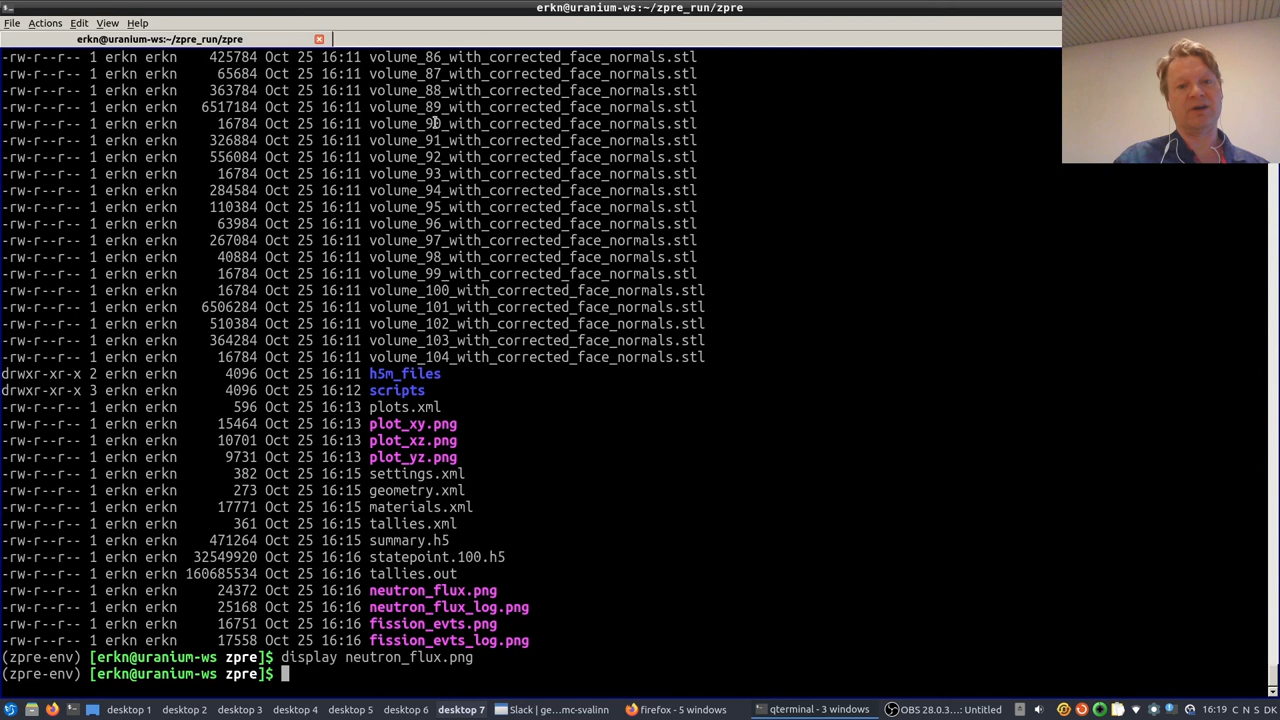 erkn@uranium-ws:~/zpre_run/zpre
File Actions Edit View Help
erkn@uranium-ws:~/zpre_run/zpre
-rw-r--r-- 1 erkn erkn 425784 Oct 25 16:11 volume_86_with_corrected_face_normals.stl
-rw-r--r-- 1 erkn erkn 65684 Oct 25 16:11 volume_87_with_corrected_face_normals.stl
-rw-r--r-- 1 erkn erkn 363784 Oct 25 16:11 volume_88_with_corrected_face_normals.stl
-rw-r--r-- 1 erkn erkn 6517184 Oct 25 16:11 volume_89_with_corrected_face_normals.stl
-rw-r--r-- 1 erkn erkn 16784 Oct 25 16:11 volume_90_with_corrected_face_normals.stl
-rw-r--r-- 1 erkn erkn 326884 Oct 25 16:11 volume_91_with_corrected_face_normals.stl
-rw-r--r-- 1 erkn erkn 556084 Oct 25 16:11 volume_92_with_corrected_face_normals.stl
-rw-r--r-- 1 erkn erkn 16784 Oct 25 16:11 volume_93_with_corrected_face_normals.stl
-rw-r--r-- 1 erkn erkn 284584 Oct 25 16:11 volume_94_with_corrected_face_normals.stl
-rw-r--r-- 1 erkn erkn 110384 Oct 25 16:11 volume_95_with_corrected_face_normals.stl
-rw-r--r-- 1 erkn erkn 63984 Oct 25 16:11 volume_96_with_corrected_face_normals.stl
-rw-r--r-- 1 erkn erkn 267084 Oct 25 16:11 volume_97_with_corrected_face_normals.stl
-rw-r--r-- 1 erkn erkn 40884 Oct 25 16:11 volume_98_with_corrected_face_normals.stl
-rw-r--r-- 1 erkn erkn 16784 Oct 25 16:11 volume_99_with_corrected_face_normals.stl
-rw-r--r-- 1 erkn erkn 16784 Oct 25 16:11 volume_100_with_corrected_face_normals.stl
-rw-r--r-- 1 erkn erkn 6506284 Oct 25 16:11 volume_101_with_corrected_face_normals.stl
-rw-r--r-- 1 erkn erkn 510384 Oct 25 16:11 volume_102_with_corrected_face_normals.stl
-rw-r--r-- 1 erkn erkn 364284 Oct 25 16:11 volume_103_with_corrected_face_normals.stl
-rw-r--r-- 1 erkn erkn 16784 Oct 25 16:11 volume_104_with_corrected_face_normals.stl
drwxr-xr-x 2 erkn erkn 4096 Oct 25 16:11 h5m_files
drwxr-xr-x 3 erkn erkn 4096 Oct 25 16:12 scripts
-rw-r--r-- 1 erkn erkn 596 Oct 25 16:13 plots.xml
-rw-r--r-- 1 erkn erkn 15464 Oct 25 16:13 plot_xy.png
-rw-r--r-- 1 erkn erkn 10701 Oct 25 16:13 plot_xz.png
-rw-r--r-- 1 erkn erkn 9731 Oct 25 16:13 plot_yz.png
-rw-r--r-- 1 erkn erkn 382 Oct 25 16:15 settings.xml
-rw-r--r-- 1 erkn erkn 273 Oct 25 16:15 geometry.xml
-rw-r--r-- 1 erkn erkn 17771 Oct 25 16:15 materials.xml
-rw-r--r-- 1 erkn erkn 361 Oct 25 16:15 tallies.xml
-rw-r--r-- 1 erkn erkn 471264 Oct 25 16:15 summary.h5
-rw-r--r-- 1 erkn erkn 32549920 Oct 25 16:16 statepoint.100.h5
-rw-r--r-- 1 erkn erkn 160685534 Oct 25 16:16 tallies.out
-rw-r--r-- 1 erkn erkn 24372 Oct 25 16:16 neutron_flux.png
-rw-r--r-- 1 erkn erkn 25168 Oct 25 16:16 neutron_flux_log.png
-rw-r--r-- 1 erkn erkn 16751 Oct 25 16:16 fission_evts.png
-rw-r--r-- 1 erkn erkn 17558 Oct 25 16:16 fission_evts_log.png
(zpre-env) [erkn@uranium-ws zpre]$ display neutron_flux.png
(zpre-env) [erkn@uranium-ws zpre]$
desktop 1 desktop 2 desktop 3 desktop 4 desktop 5 desktop 6 desktop 7 Slack | ge...mc-svalinn firefox - 5 windows qterminal - 3 windows OBS 28.0.3...: Untitled 16:19 C N S DK